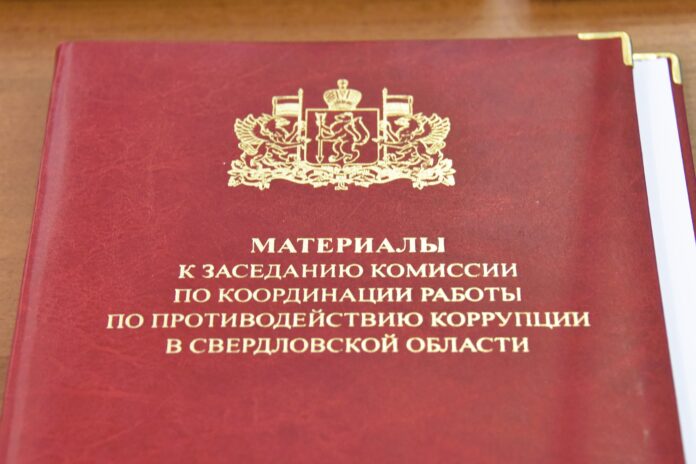 МАТЕРИАЛЫ
К ЗАСЕДАНИЮ КОМИССИИ
ПО КООРДИНАЦИИ РАБОТЫ
ПО ПРОТИВОДЕЙСТВИЮ КОРРУПЦИИ
В СВЕРДЛОВСКОЙ ОБЛАСТИ